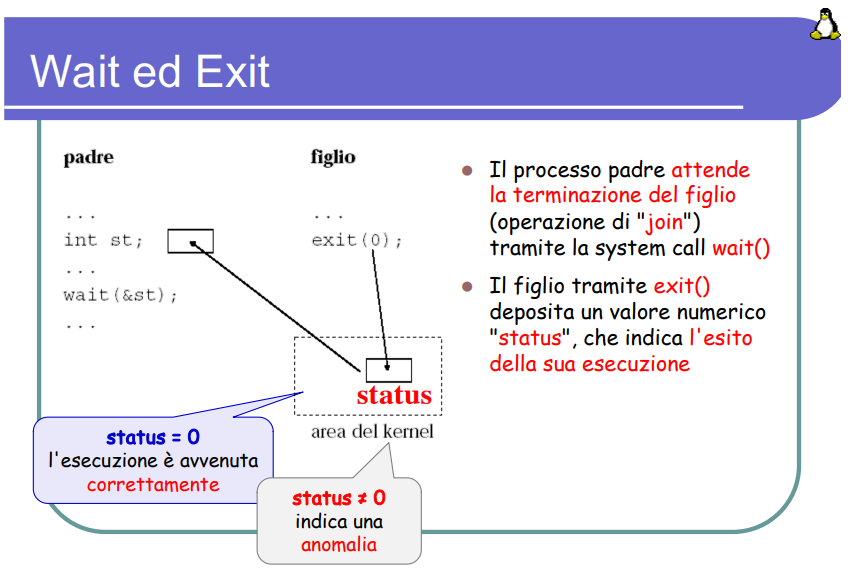 Wait ed Exit
padre
...
int st;
...
wait(&st);
...
figlio
...
exit(0);
status
area del kernel
status = 0
l'esecuzione è avvenuta
correttamente
status ≠ 0
indica una
anomalia
Il processo padre attende
la terminazione del figlio
(operazione di "join")
tramite la system call wait()
Il figlio tramite exit()
deposita un valore numerico
"status", che indica l'esito
della sua esecuzione